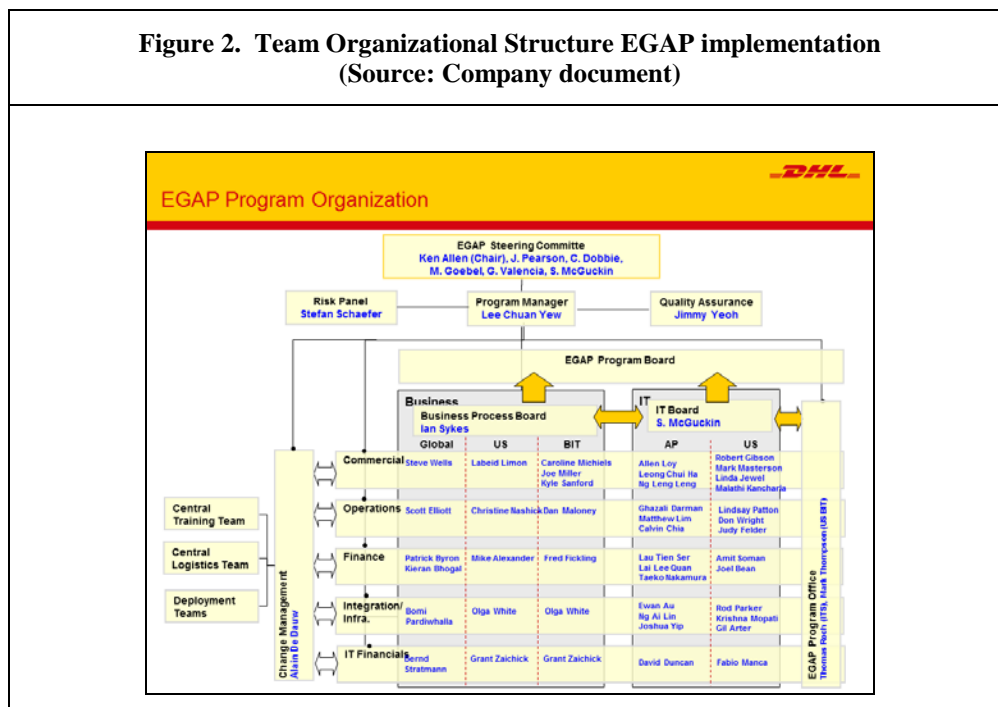 Figure 2. Team Organizational Structure EGAP implementation
(Source: Company document)
DHL
EGAP Program Organization
EGAP Steering Committe
Ken Allen (Chair), J. Pearson, C. Dobbie,
M. Goebel, G. Valencia, S. McGuckin
Risk Panel
Stefan Schaefer
Program Manager
Lee Chuan Yew
Quality Assurance
Jimmy Yeoh
EGAP Program Board
Business
Business Process Board
Ian Sykes
IT
IT Board
S. McGuckin
Global US BIT AP US
Commercial
Steve Wells
Labeid Limon
Caroline Michiels
Joe Miller
Kyle Sanford
Allen Loy
Leong Chui Ha
Ng Leng Leng
Robert Gibson
Mark Masterson
Linda Jewel
Malathi Kancharla
Operations
Scott Elliott
Christine Nashick
Dan Maloney
Ghazali Darman
Matthew Lim
Calvin Chia
Lindsay Patton
Don Wright
Judy Felder
Finance
Patrick Byron
Kieran Bhogal
Mike Alexander
Fred Fickling
Lau Tien Ser
Lai Lee Quan
Taeko Nakamura
Amit Soman
Joel Bean
Integration/
Infra.
Bomi
Pardiwhalla
Olga White
Olga White
Ewan Au
Ng Ai Lin
Joshua Yip
Rod Parker
Krishna Mopati
Gil Arter
IT Financials
Bernd
Stratmann
Grant Zaichick
Grant Zaichick
David Duncan
Fabio Manca
Central
Training Team
Central
Logistics Team
Deployment
Teams
Change Management
Alain De Dauw
EGAP Program Office
Thomas Roch (ITS), Mark Thompsen (US BIT)